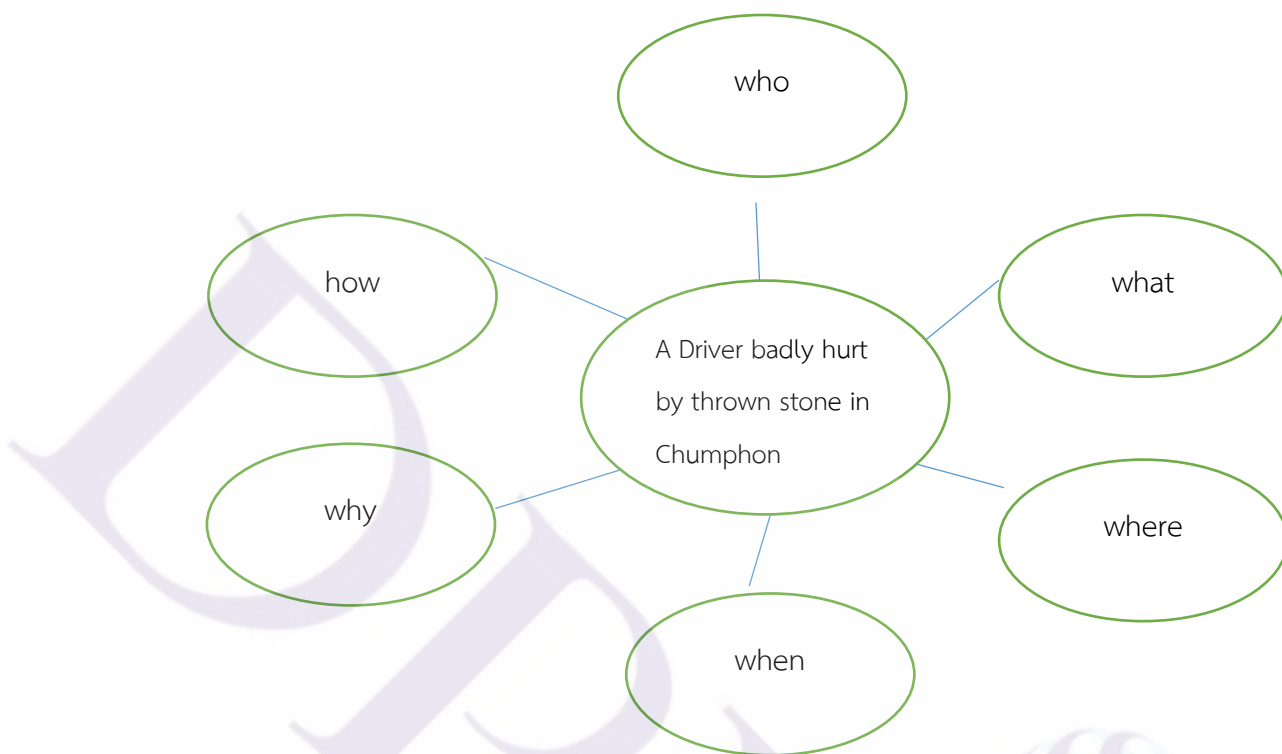 who
how
what
A Driver badly hurt
by thrown stone in
Chumphon
why
where
when